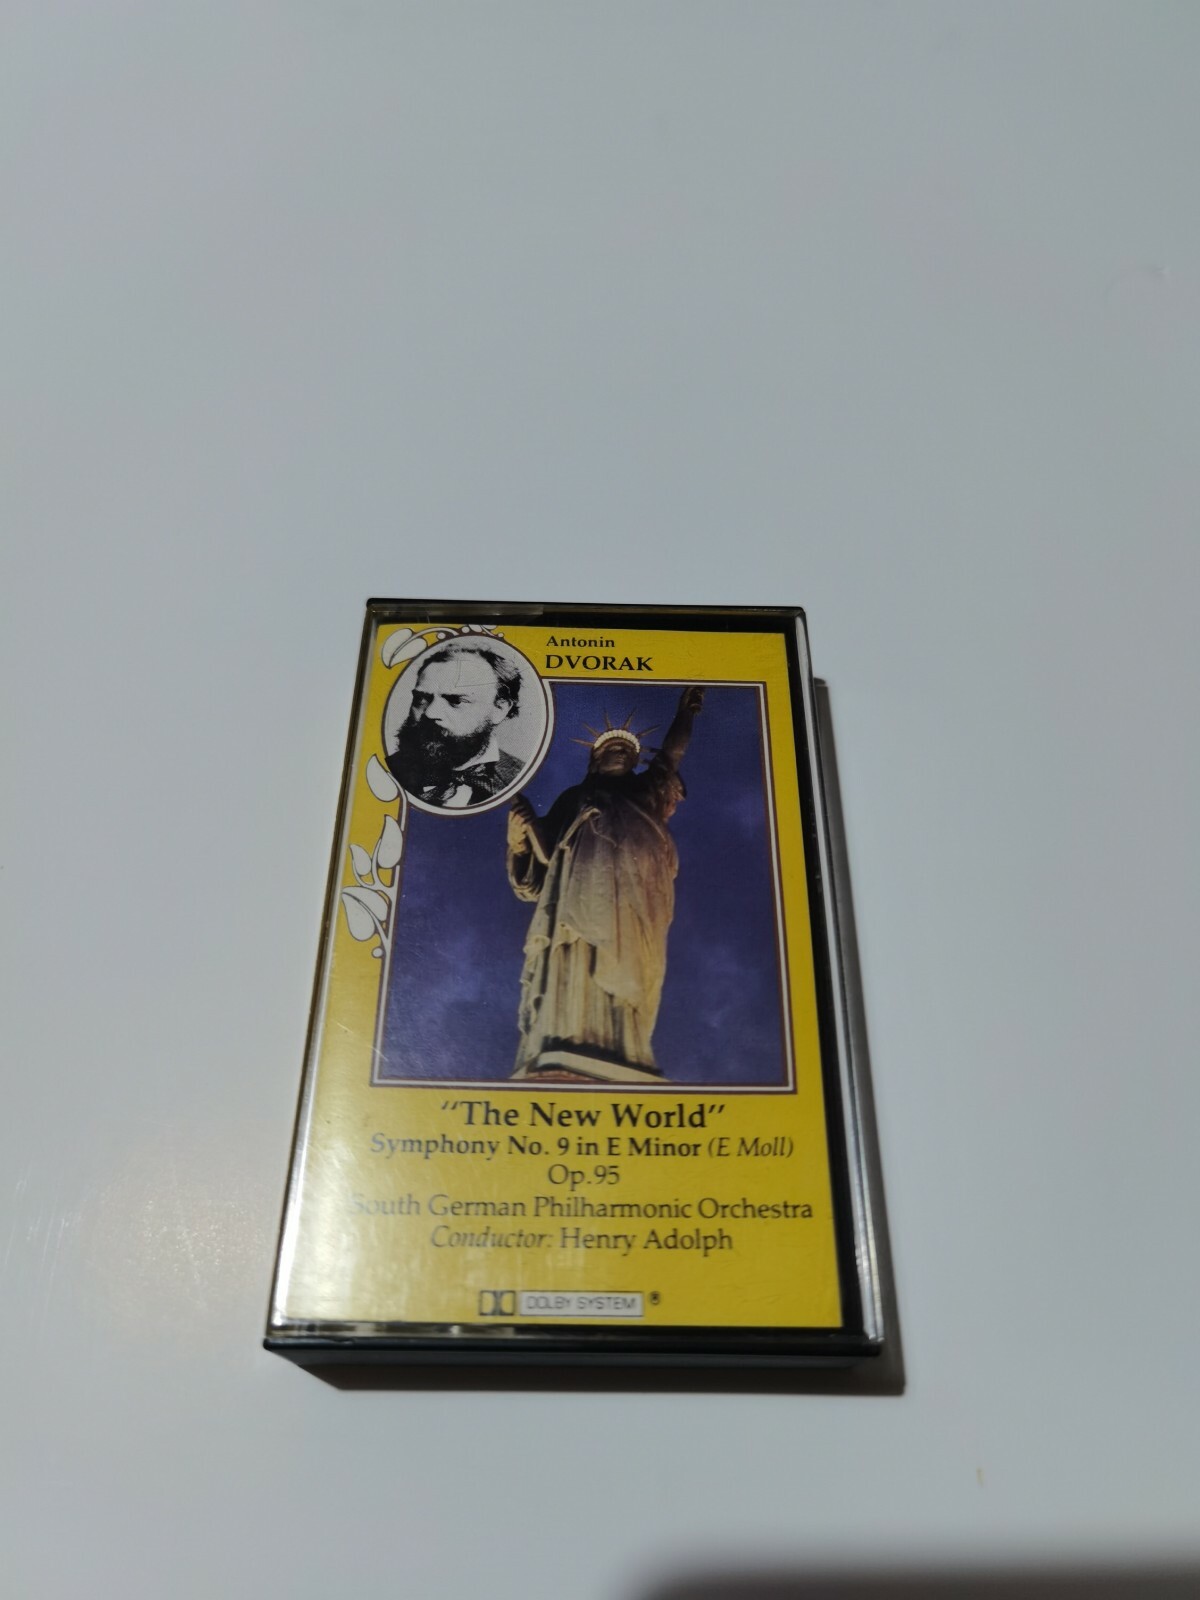 Antonin
DVORAK
"The New World"
Symphony No. 9 in E Minor (E Moll)
Op.95
South German Philharmonic Orchestra
Conductor: Henry Adolph
DOLBY SYSTEM ®